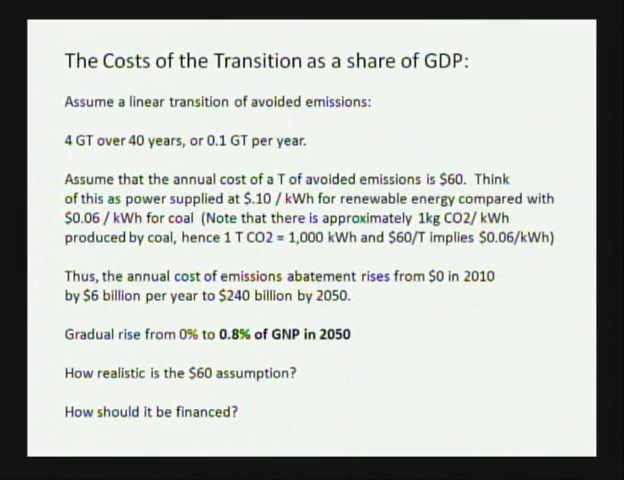 The Costs of the Transition as a share of GDP:
Assume a linear transition of avoided emissions:
4 GT over 40 years, or 0.1 GT per year.
Assume that the annual cost of a T of avoided emissions is $60. Think
of this as power supplied at $.10 / kWh for renewable energy compared with
$0.06 / kWh for coal (Note that there is approximately 1kg CO2/ kWh
produced by coal, hence 1 T CO2 = 1,000 kWh and $60/T implies $0.06/kWh)
Thus, the annual cost of emissions abatement rises from $0 in 2010
by $6 billion per year to $240 billion by 2050.
Gradual rise from 0% to 0.8% of GNP in 2050
How realistic is the $60 assumption?
How should it be financed?